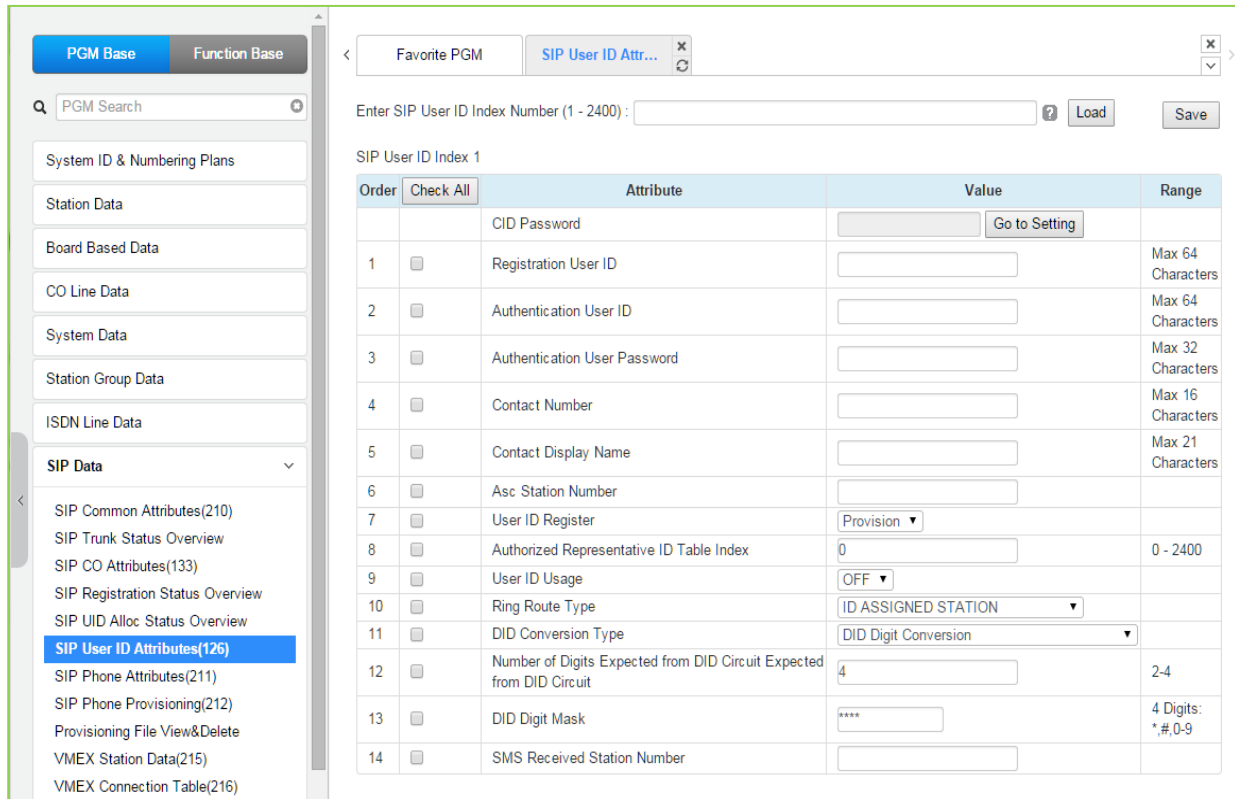 PGM Base
Function Base
PGM Search
System ID & Numbering Plans
Station Data
Board Based Data
CO Line Data
System Data
Station Group Data
ISDN Line Data
SIP Data
SIP Common Attributes(210)
SIP Trunk Status Overview
SIP CO Attributes(133)
SIP Registration Status Overview
SIP UID Alloc Status Overview
SIP User ID Attributes(126)
SIP Phone Attributes(211)
SIP Phone Provisioning(212)
Provisioning File View&Delete
VMEX Station Data(215)
VMEX Connection Table(216)
Favorite PGM
SIP User ID Attr...
Enter SIP User ID Index Number (1 - 2400) :
? Load Save
SIP User ID Index 1
Order Check All Attribute Value Range
CID Password Go to Setting
1 Registration User ID Max 64
Characters
2 Authentication User ID Max 64
Characters
3 Authentication User Password Max 32
Characters
4 Contact Number Max 16
Characters
5 Contact Display Name Max 21
Characters
6 Asc Station Number
7 User ID Register Provision
8 Authorized Representative ID Table Index 0 0 - 2400
9 User ID Usage OFF
10 Ring Route Type ID ASSIGNED STATION
11 DID Conversion Type DID Digit Conversion
12 Number of Digits Expected from DID Circuit Expected
from DID Circuit 4 2-4
13 DID Digit Mask **** 4 Digits:
*,#,0-9
14 SMS Received Station Number